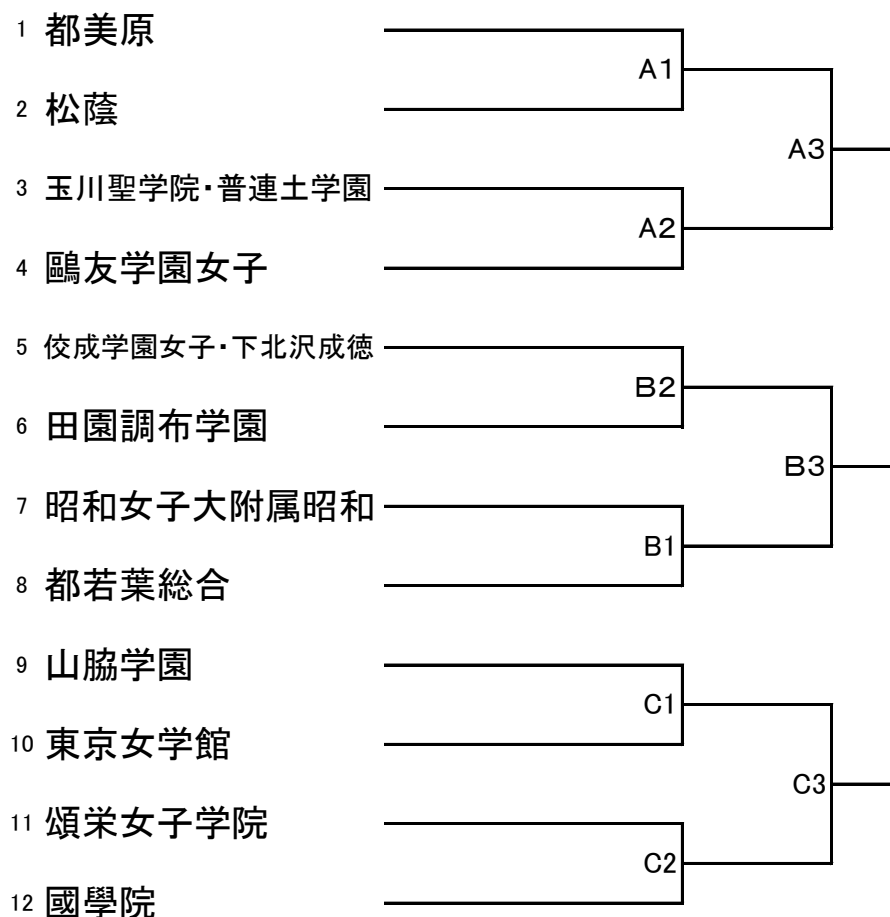 1 都美原
A1
2 松蔭
A3
3 玉川聖学院・普連土学園
A2
4 鷗友学園女子
5 佼成学園女子・下北沢成徳
B2
6 田園調布学園
B3
7 昭和女子大附属昭和
B1
8 都若葉総合
9 山脇学園
C1
10 東京女学館
C3
11 頌栄女子学院
C2
12 國學院